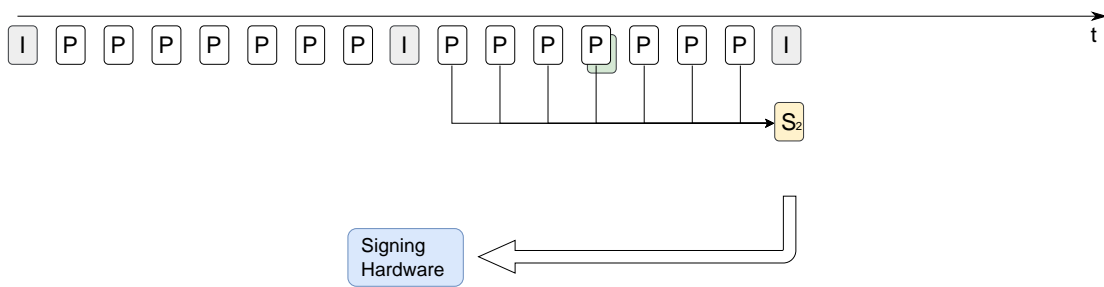 I P P P P P P P I P P P P P P P I
t
S₂
Signing
Hardware